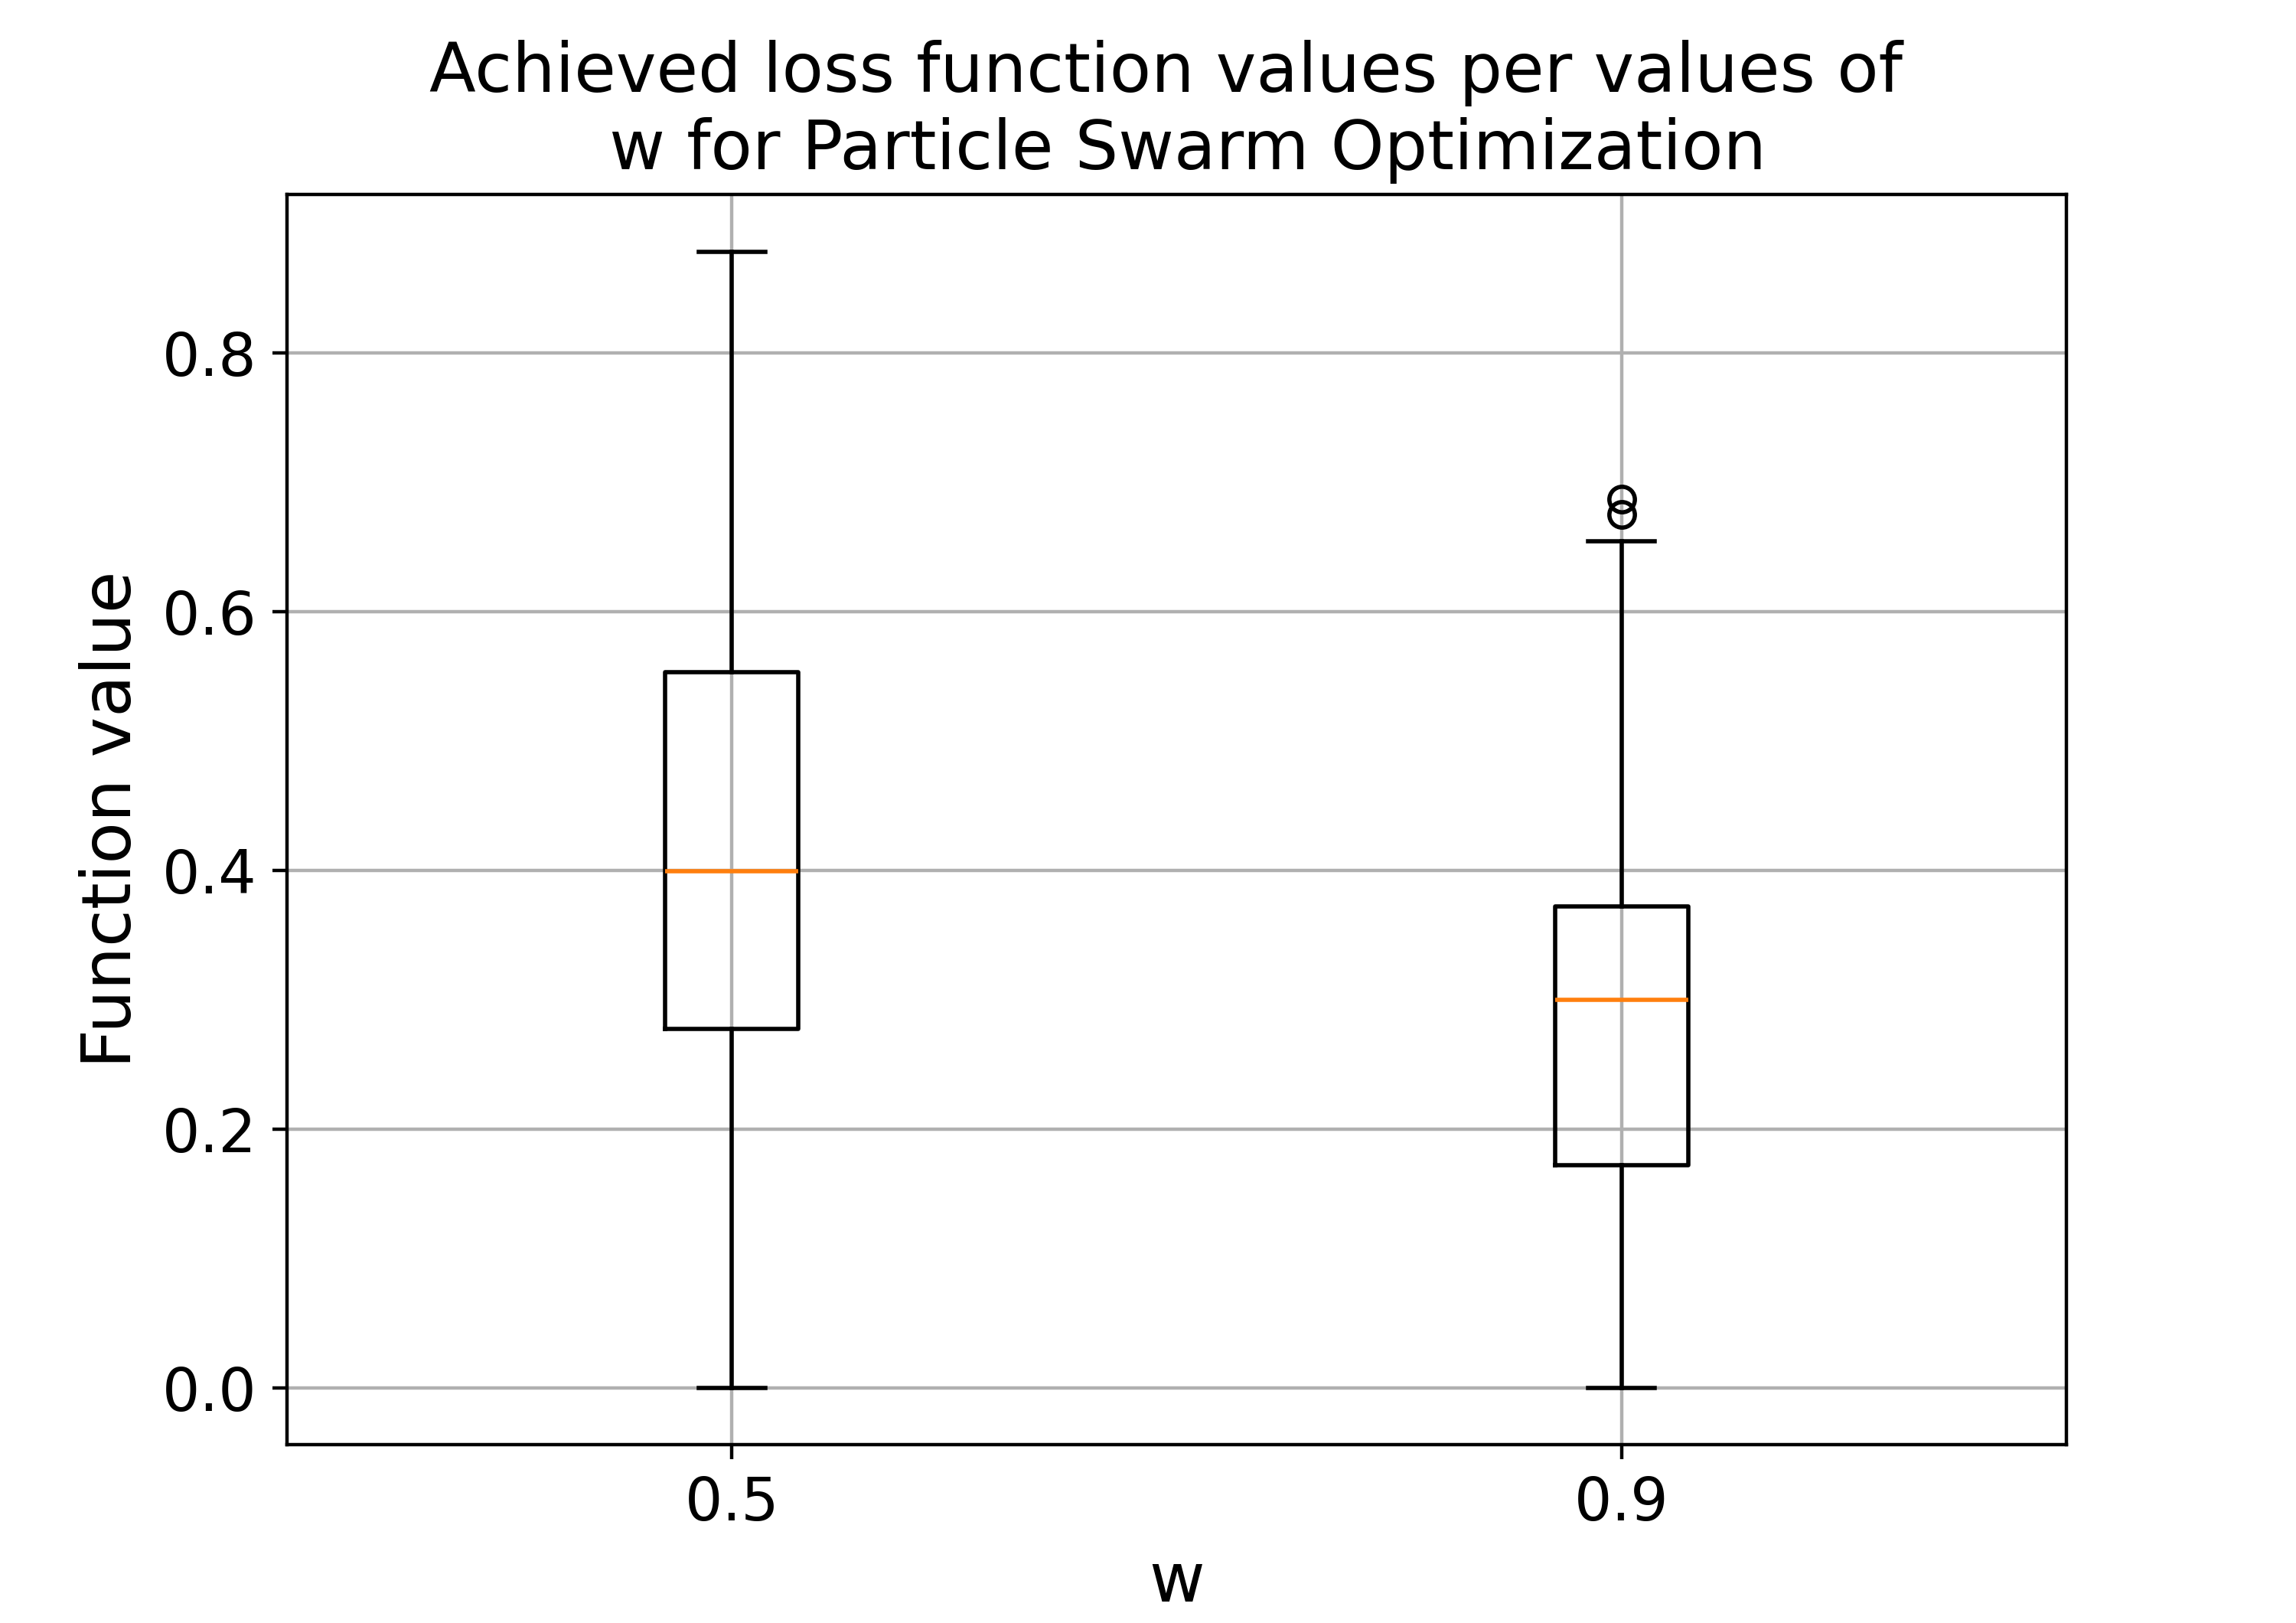 Achieved loss function values per values of
w for Particle Swarm Optimization
Function value
0.8
0.6
0.4
0.2
0.0
0.5
0.9
w